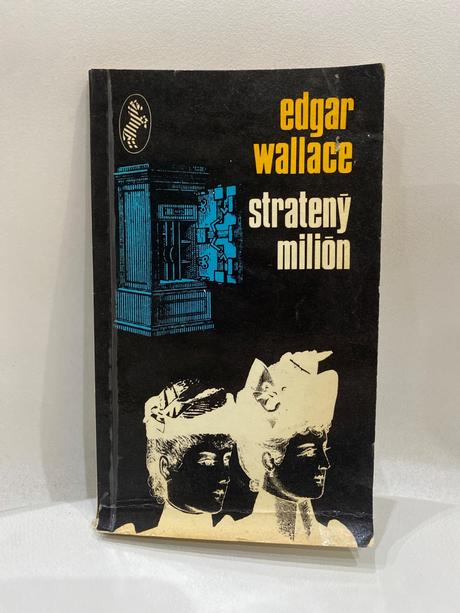 edgar
wallace
stratený
milión